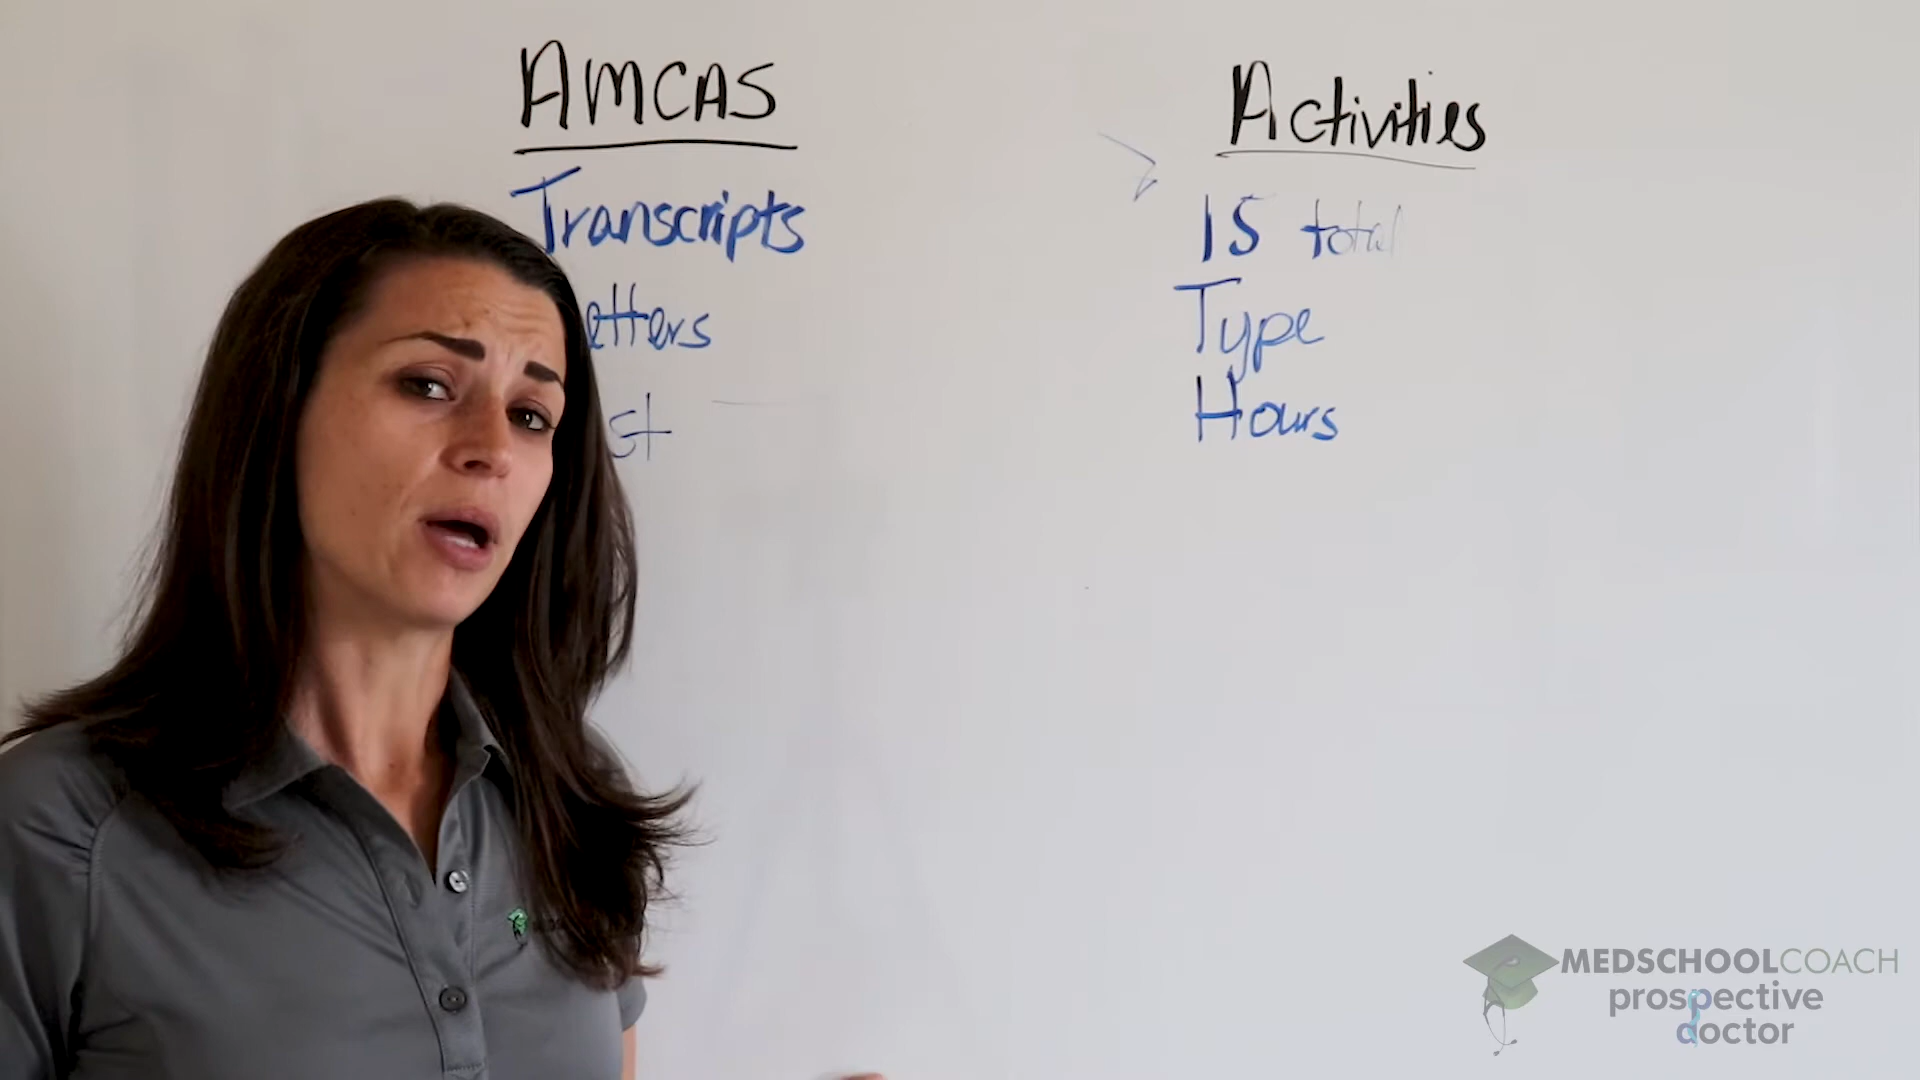 AMCAS
Transcripts
etters
st
Activities
15 total
Type
Hours
MEDSCHOOLCOACH
prospective
doctor